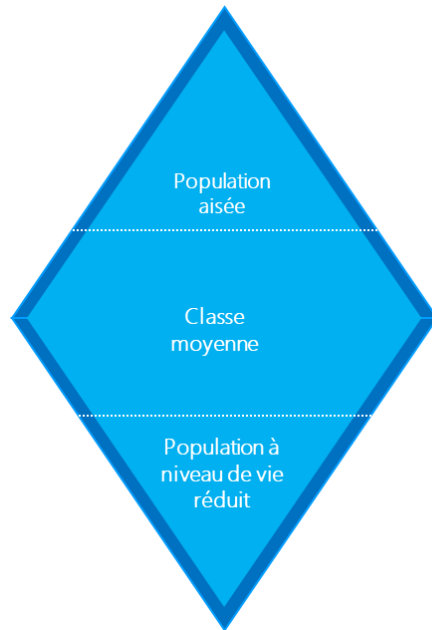 Population
aisée
Classe
moyenne
Population à
niveau de vie
réduit